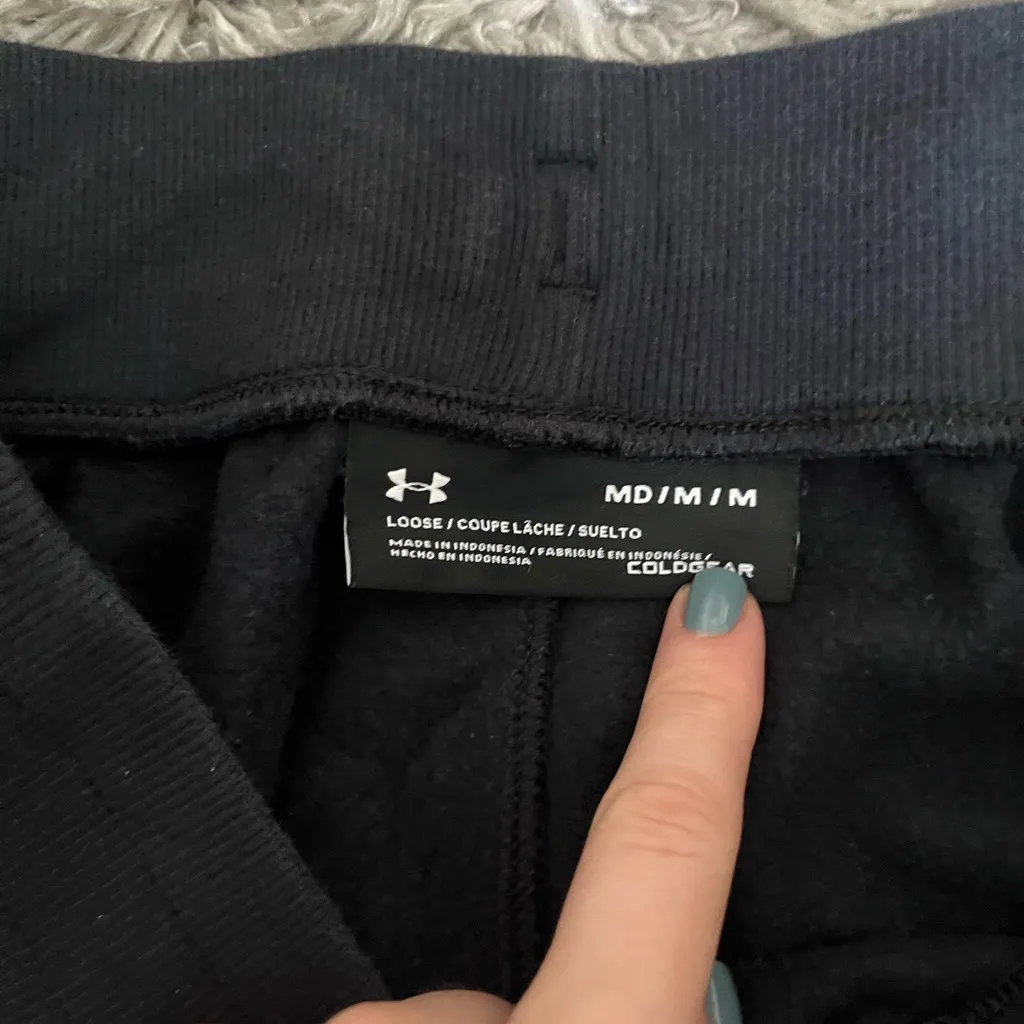 MD / M / M
LOOSE / COUPE LÂCHE / SUELTO
MADE IN INDONESIA / FABRIQUÉ EN INDONÉSIE /
HECHO EN INDONESIA
COLDGEAR